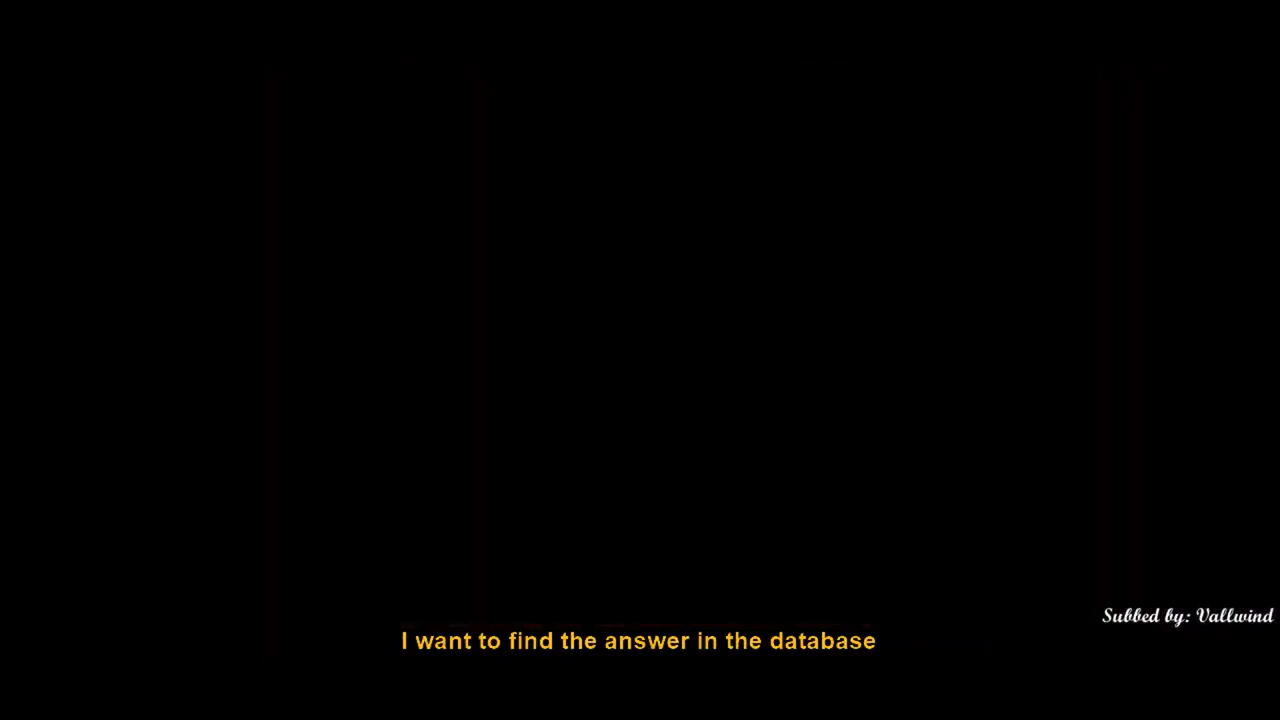 Subbed by: Vallwind
I want to find the answer in the database